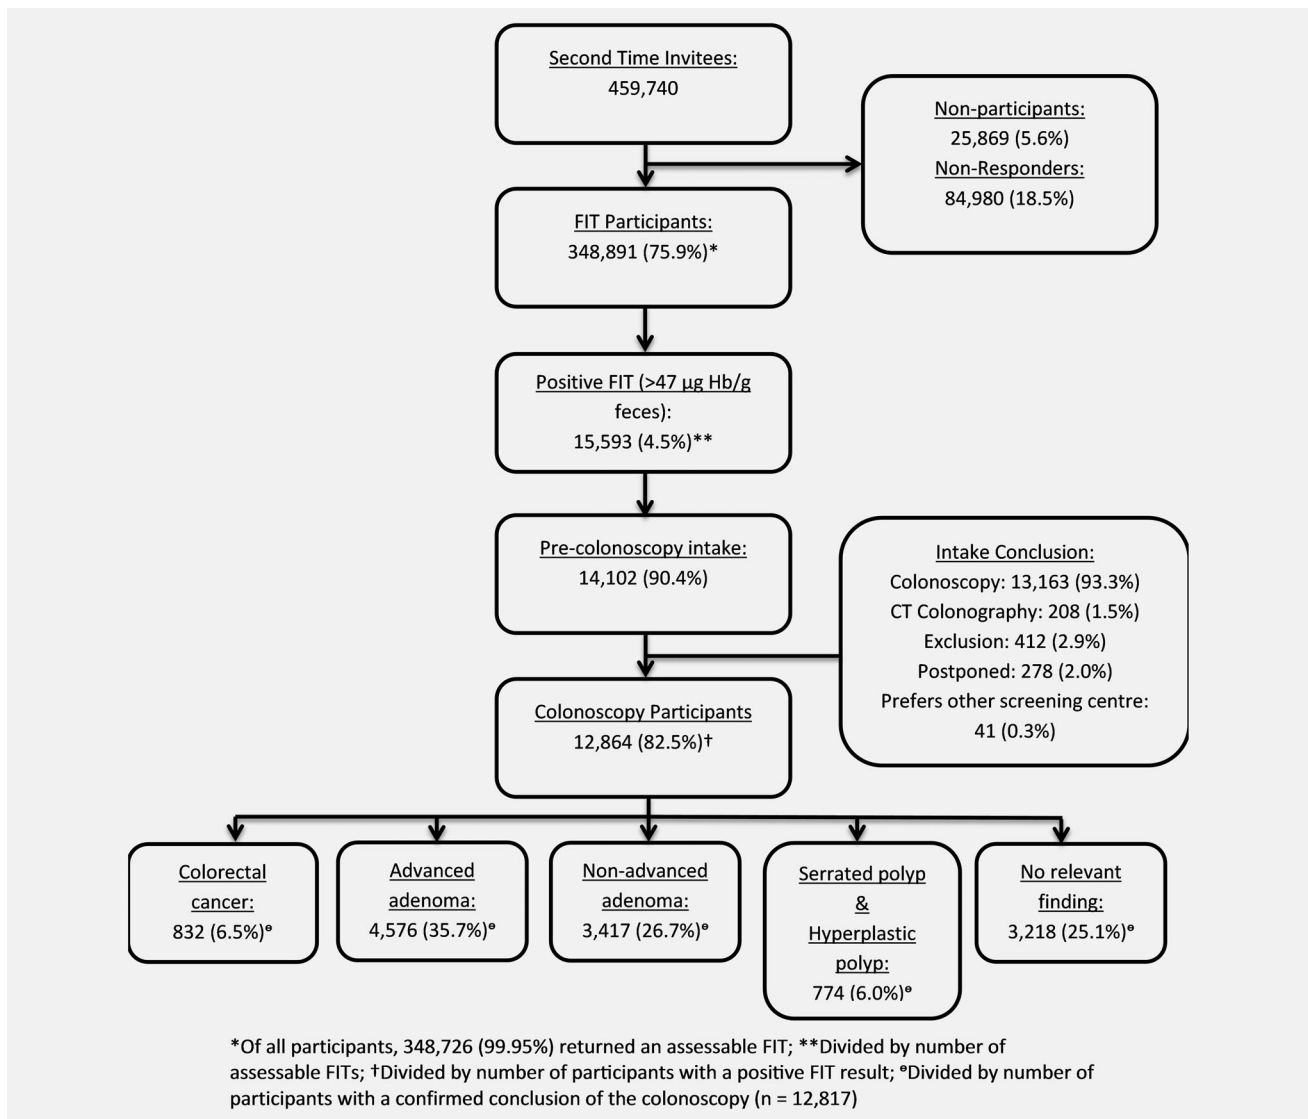 Second Time Invitees:
459,740
Non-participants:
25,869 (5.6%)
Non-Responders:
84,980 (18.5%)
FIT Participants:
348,891 (75.9%)*
Positive FIT (>47 µg Hb/g
feces):
15,593 (4.5%)**
Pre-colonoscopy intake:
14,102 (90.4%)
Intake Conclusion:
Colonoscopy: 13,163 (93.3%)
CT Colonography: 208 (1.5%)
Exclusion: 412 (2.9%)
Postponed: 278 (2.0%)
Prefers other screening centre:
41 (0.3%)
Colonoscopy Participants
12,864 (82.5%)†
Colorectal
cancer:
832 (6.5%)ᶱ
Advanced
adenoma:
4,576 (35.7%)ᶱ
Non-advanced
adenoma:
3,417 (26.7%)ᶱ
Serrated polyp
&
Hyperplastic
polyp:
774 (6.0%)ᶱ
No relevant
finding:
3,218 (25.1%)ᶱ
*Of all participants, 348,726 (99.95%) returned an assessable FIT; **Divided by number of
assessable FITs; †Divided by number of participants with a positive FIT result; ᶱDivided by number of
participants with a confirmed conclusion of the colonoscopy (n = 12,817)